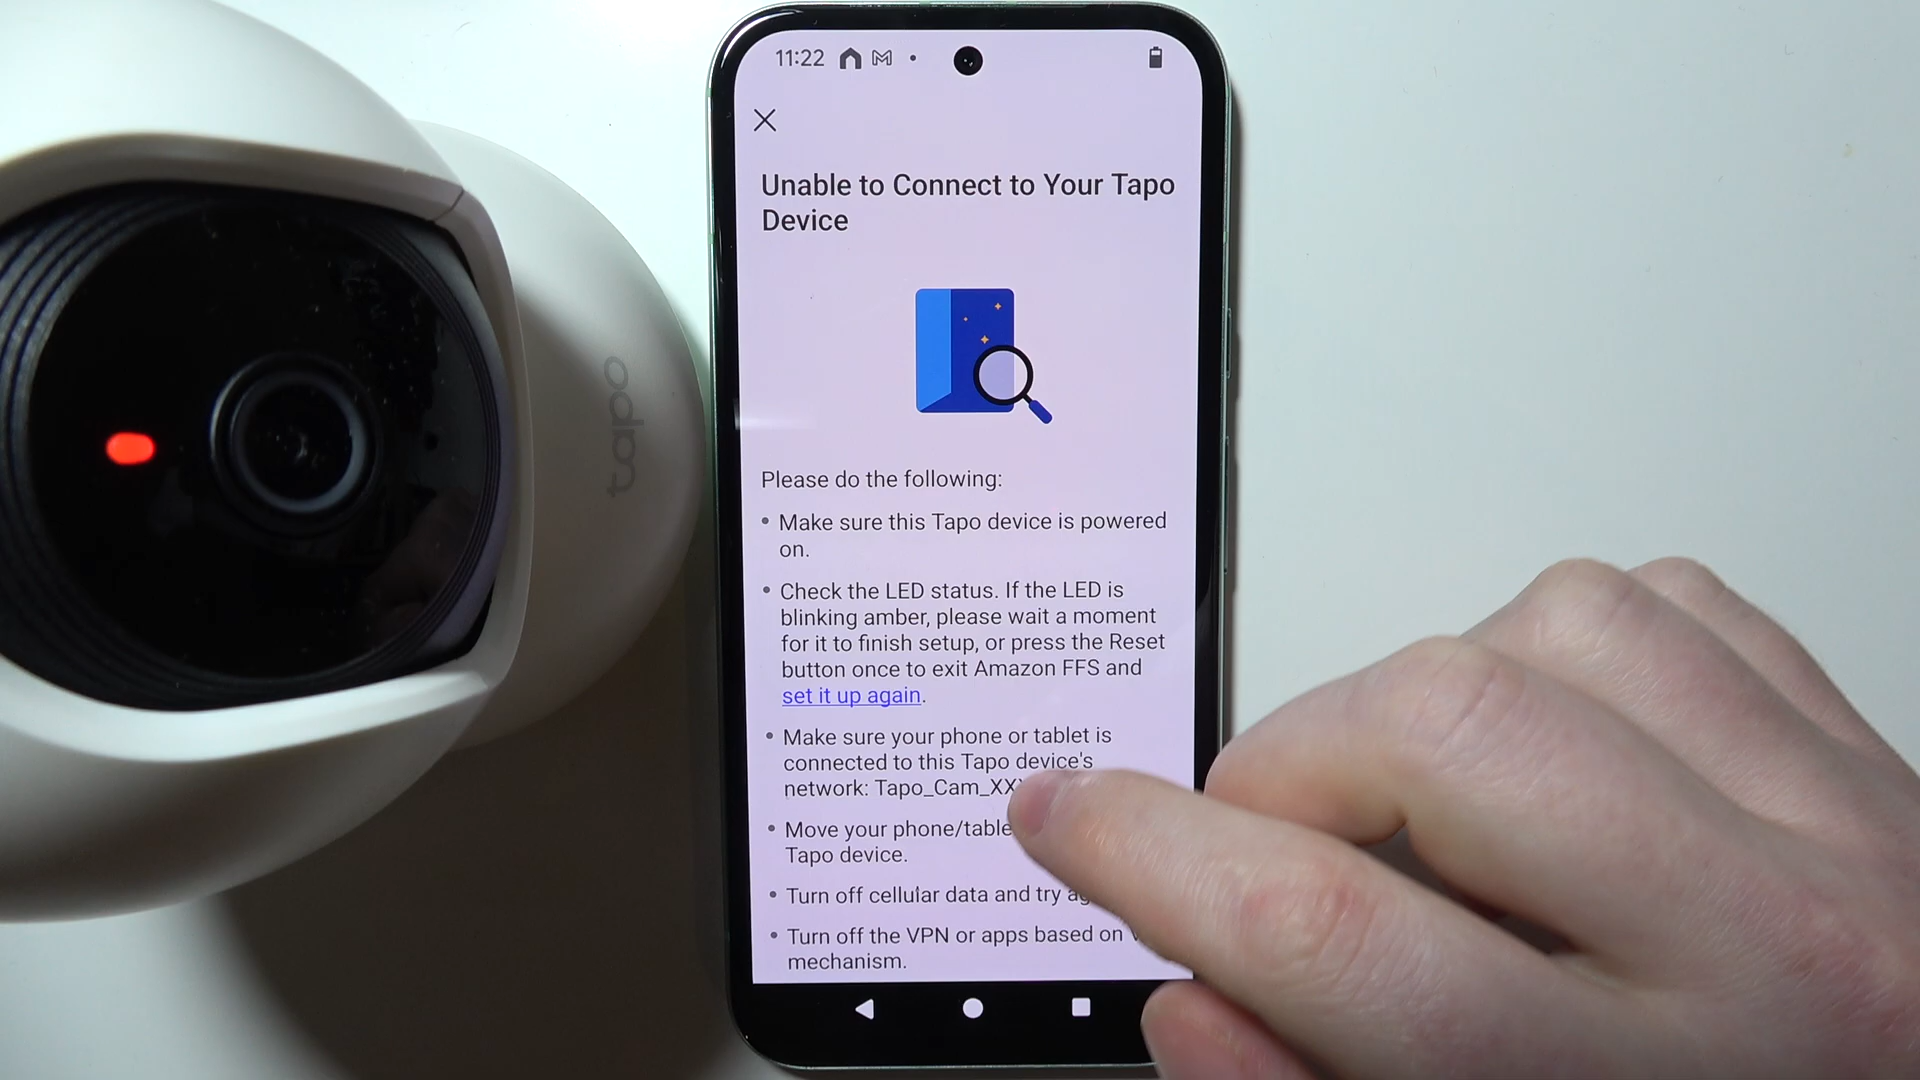 11:22
Unable to Connect to Your Tapo
Device
Please do the following:
• Make sure this Tapo device is powered
on.
• Check the LED status. If the LED is
blinking amber, please wait a moment
for it to finish setup, or press the Reset
button once to exit Amazon FFS and
set it up again.
• Make sure your phone or tablet is
connected to this Tapo device's
network: Tapo_Cam_XX
• Move your phone/table
Tapo device.
• Turn off cellular data and try
• Turn off the VPN or apps based on
mechanism.
tapo